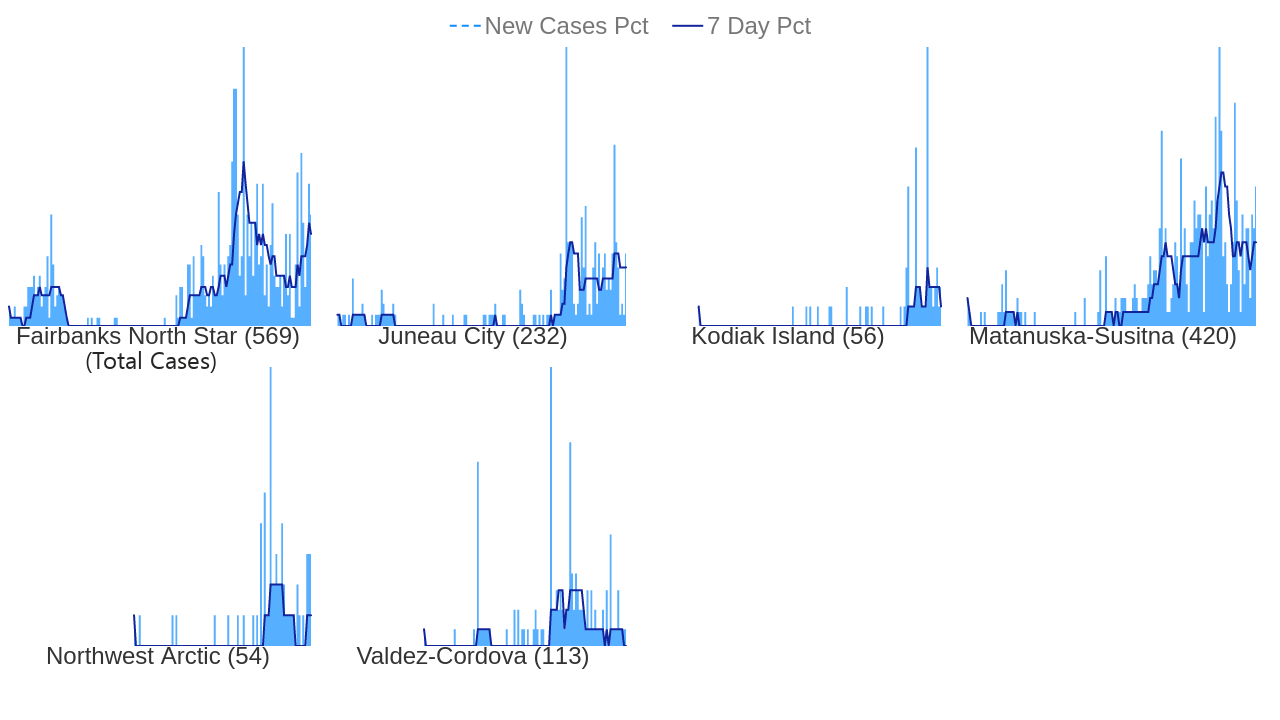 New Cases Pct 7 Day Pct
Fairbanks North Star (569)
(Total Cases)
Juneau City (232)
Kodiak Island (56)
Matanuska-Susitna (420)
Northwest Arctic (54)
Valdez-Cordova (113)